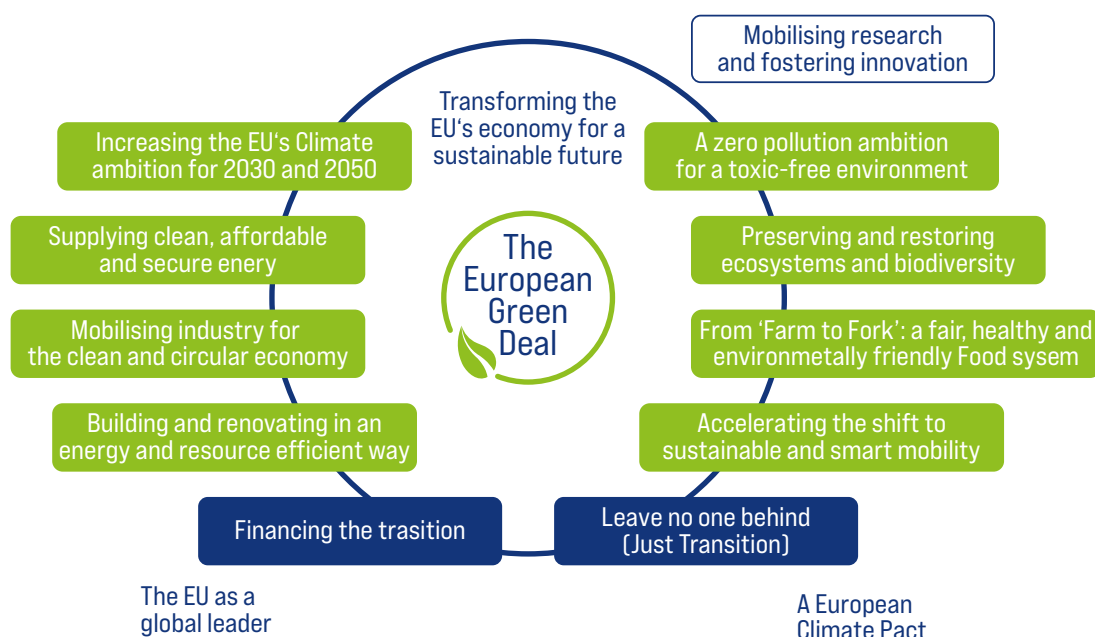 Mobilising research
and fostering innovation
Transforming the
EU's economy for a
sustainable future
Increasing the EU‘s Climate
ambition for 2030 and 2050
A zero pollution ambition
for a toxic-free environment
Supplying clean, affordable
and secure enery
Preserving and restoring
ecosystems and biodiversity
The
European
Green
Deal
Mobilising industry for
the clean and circular economy
From ‘Farm to Fork’: a fair, healthy and
environmetally friendly Food sysem
Building and renovating in an
energy and resource efficient way
Accelerating the shift to
sustainable and smart mobility
Financing the trasition
Leave no one behind
(Just Transition)
The EU as a
global leader
A European
Climate Pact